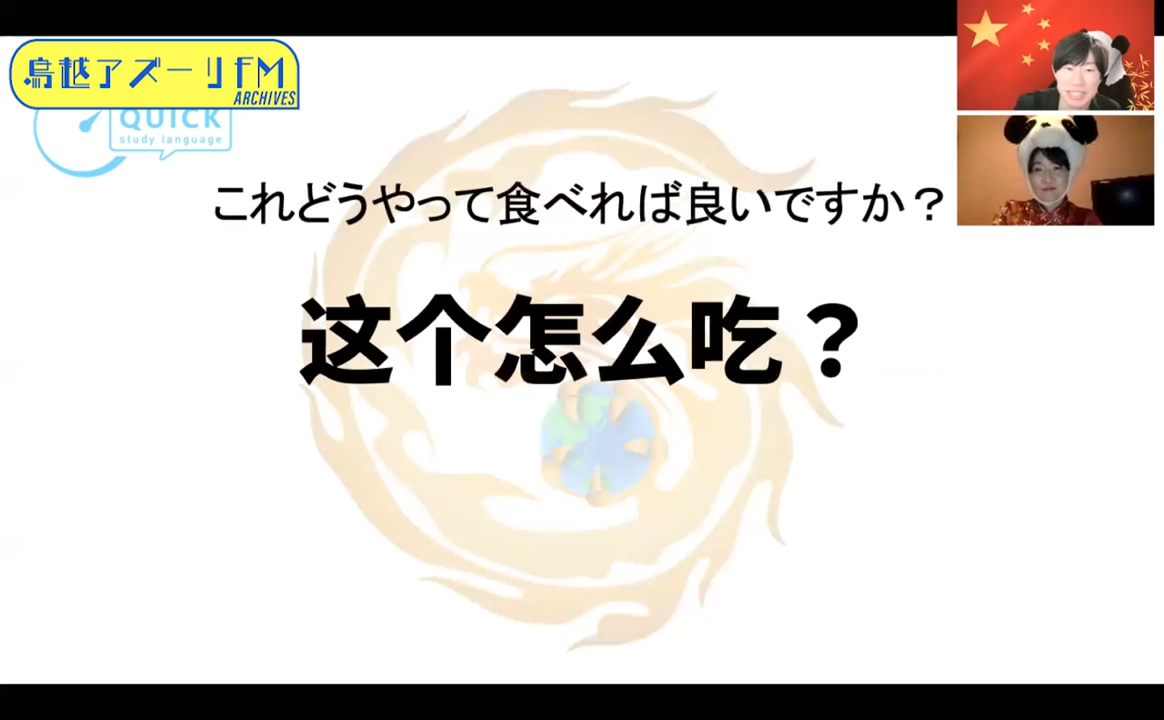 鳥越アズーリFM
ARCHIVES
QUICK
study language
これどうやって食べれば良いですか？
这个怎么吃？